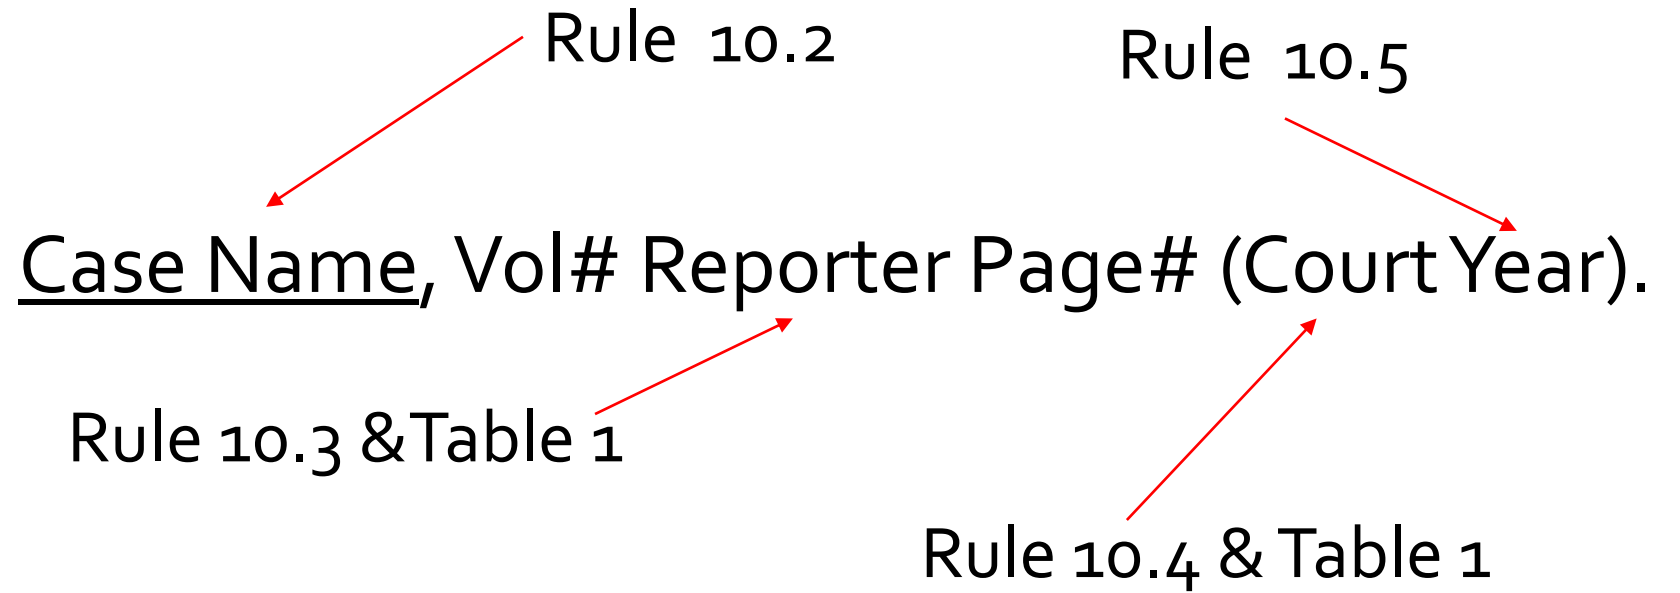 Rule 10.2
Rule 10.5
Case Name, Vol# Reporter Page# (Court Year).
Rule 10.3 &Table 1
Rule 10.4 & Table 1